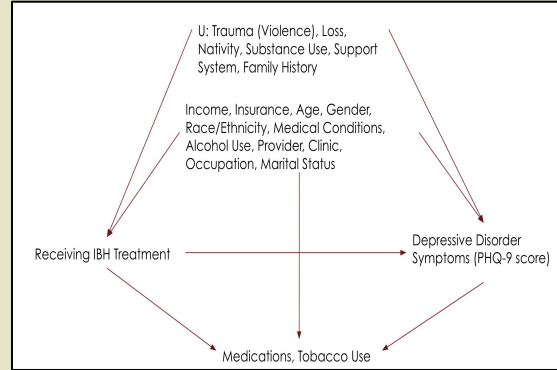 U: Trauma (Violence), Loss,
Nativity, Substance Use, Support
System, Family History
Income, Insurance, Age, Gender,
Race/Ethnicity, Medical Conditions,
Alcohol Use, Provider, Clinic,
Occupation, Marital Status
Receiving IBH Treatment
Depressive Disorder
Symptoms (PHQ-9 score)
Medications, Tobacco Use